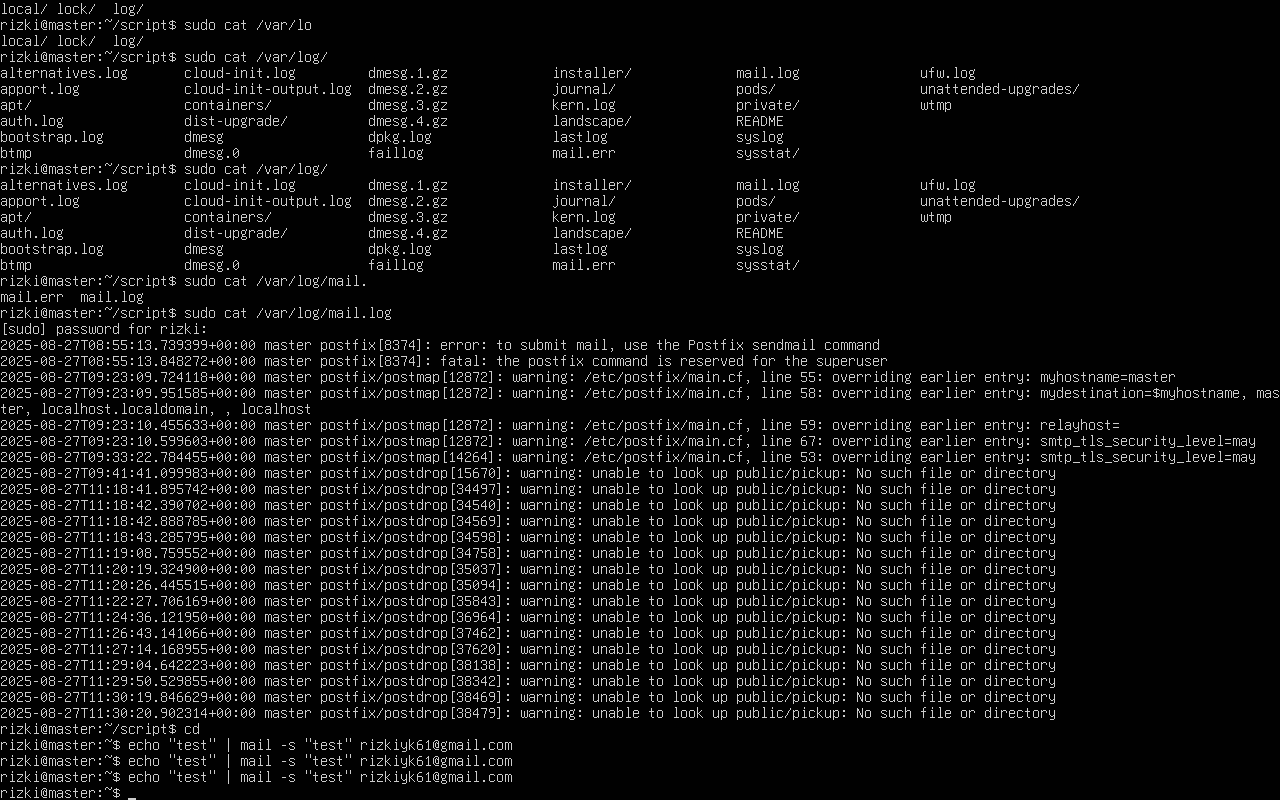 local/ lock/  log/
rizki@master:~/script$ sudo cat /var/lo
local/ lock/  log/
rizki@master:~/script$ sudo cat /var/log/
alternatives.log       cloud-init.log         dmesg.1.gz             installer/             mail.log               ufw.log
apport.log             cloud-init-output.log  dmesg.2.gz             journal/               pods/                  unattended-upgrades/
apt/                   containers/            dmesg.3.gz             kern.log               private/               wtmp
auth.log               dist-upgrade/          dmesg.4.gz             landscape/             README
bootstrap.log          dmesg                  dpkg.log               lastlog                syslog
btmp                   dmesg.0                faillog                mail.err               sysstat/
rizki@master:~/script$ sudo cat /var/log/
alternatives.log       cloud-init.log         dmesg.1.gz             installer/             mail.log               ufw.log
apport.log             cloud-init-output.log  dmesg.2.gz             journal/               pods/                  unattended-upgrades/
apt/                   containers/            dmesg.3.gz             kern.log               private/               wtmp
auth.log               dist-upgrade/          dmesg.4.gz             landscape/             README
bootstrap.log          dmesg                  dpkg.log               lastlog                syslog
btmp                   dmesg.0                faillog                mail.err               sysstat/
rizki@master:~/script$ sudo cat /var/log/mail.
mail.err  mail.log
rizki@master:~/script$ sudo cat /var/log/mail.log
[sudo] password for rizki:
2025-08-27T08:55:13.739399+00:00 master postfix[8374]: error: to submit mail, use the Postfix sendmail command
2025-08-27T08:55:13.848272+00:00 master postfix[8374]: fatal: the postfix command is reserved for the superuser
2025-08-27T09:23:09.724118+00:00 master postfix/postmap[12872]: warning: /etc/postfix/main.cf, line 55: overriding earlier entry: myhostname=master
2025-08-27T09:23:09.951585+00:00 master postfix/postmap[12872]: warning: /etc/postfix/main.cf, line 58: overriding earlier entry: mydestination=$myhostname, mas
ter, localhost.localdomain, , localhost
2025-08-27T09:23:10.455633+00:00 master postfix/postmap[12872]: warning: /etc/postfix/main.cf, line 59: overriding earlier entry: relayhost=
2025-08-27T09:23:10.599603+00:00 master postfix/postmap[12872]: warning: /etc/postfix/main.cf, line 67: overriding earlier entry: smtp_tls_security_level=may
2025-08-27T09:33:22.784455+00:00 master postfix/postmap[14264]: warning: /etc/postfix/main.cf, line 53: overriding earlier entry: smtp_tls_security_level=may
2025-08-27T09:41:41.099983+00:00 master postfix/postdrop[15670]: warning: unable to look up public/pickup: No such file or directory
2025-08-27T11:18:41.895742+00:00 master postfix/postdrop[34497]: warning: unable to look up public/pickup: No such file or directory
2025-08-27T11:18:42.390702+00:00 master postfix/postdrop[34540]: warning: unable to look up public/pickup: No such file or directory
2025-08-27T11:18:42.888785+00:00 master postfix/postdrop[34569]: warning: unable to look up public/pickup: No such file or directory
2025-08-27T11:18:43.285795+00:00 master postfix/postdrop[34598]: warning: unable to look up public/pickup: No such file or directory
2025-08-27T11:19:08.759552+00:00 master postfix/postdrop[34758]: warning: unable to look up public/pickup: No such file or directory
2025-08-27T11:20:19.324900+00:00 master postfix/postdrop[35037]: warning: unable to look up public/pickup: No such file or directory
2025-08-27T11:20:26.445515+00:00 master postfix/postdrop[35094]: warning: unable to look up public/pickup: No such file or directory
2025-08-27T11:22:27.706169+00:00 master postfix/postdrop[35843]: warning: unable to look up public/pickup: No such file or directory
2025-08-27T11:24:36.121950+00:00 master postfix/postdrop[36964]: warning: unable to look up public/pickup: No such file or directory
2025-08-27T11:26:43.141066+00:00 master postfix/postdrop[37462]: warning: unable to look up public/pickup: No such file or directory
2025-08-27T11:27:14.168955+00:00 master postfix/postdrop[37620]: warning: unable to look up public/pickup: No such file or directory
2025-08-27T11:29:04.642223+00:00 master postfix/postdrop[38138]: warning: unable to look up public/pickup: No such file or directory
2025-08-27T11:29:50.529855+00:00 master postfix/postdrop[38342]: warning: unable to look up public/pickup: No such file or directory
2025-08-27T11:30:19.846629+00:00 master postfix/postdrop[38469]: warning: unable to look up public/pickup: No such file or directory
2025-08-27T11:30:20.902314+00:00 master postfix/postdrop[38479]: warning: unable to look up public/pickup: No such file or directory
rizki@master:~/script$ cd
rizki@master:~$ echo "test" | mail -s "test" rizkiyk61@gmail.com
rizki@master:~$ echo "test" | mail -s "test" rizkiyk61@gmail.com
rizki@master:~$ echo "test" | mail -s "test" rizkiyk61@gmail.com
rizki@master:~$ _